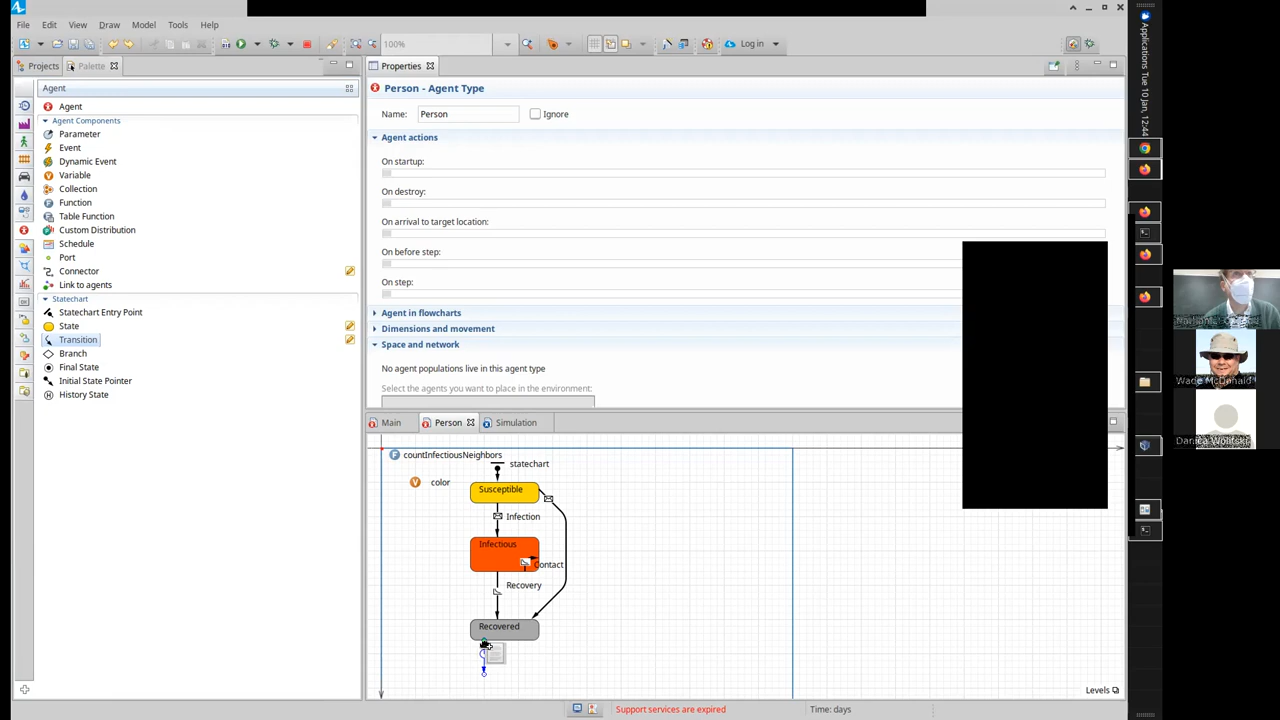 File Edit View Draw Model Tools Help
100%
Log in
Projects
Palette
Agent
Agent
Agent Components
Parameter
Event
Dynamic Event
Variable
Collection
Function
Table Function
Custom Distribution
Schedule
Port
Connector
Link to agents
Statechart
Statechart Entry Point
State
Transition
Branch
Final State
Initial State Pointer
History State
Properties
Person - Agent Type
Name:
Person
Ignore
Agent actions
On startup:
On destroy:
On arrival to target location:
On before step:
On step:
Agent in flowcharts
Dimensions and movement
Space and network
No agent populations live in this agent type
Select the agents you want to place in the environment:
Main
Person
Simulation
countInfectiousNeighbors
statechart
color
Susceptible
Infection
Infectious
Contact
Recovery
Recovered
Levels
Support services are expired
Time: days
Applications Tue 10 Jan, 12:44
Wade McDonald